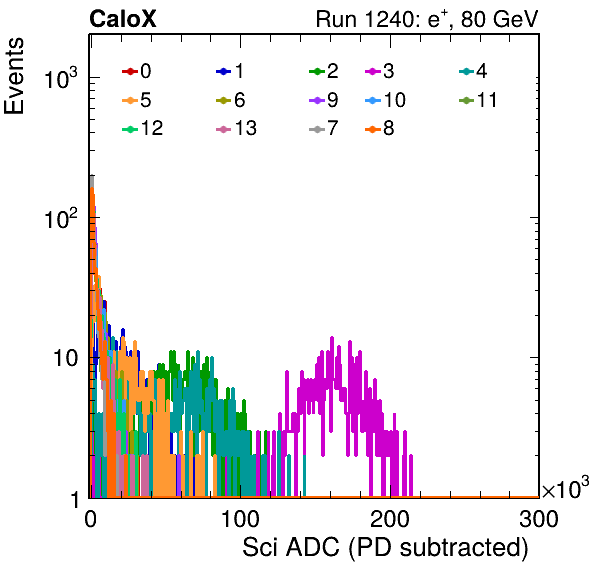 CaloX Run 1240: e⁺, 80 GeV
Events
0 1 2 3 4
5 6 9 10 11
12 13 7 8
10³
10²
10
1
0 100 200 300
×10³
Sci ADC (PD subtracted)